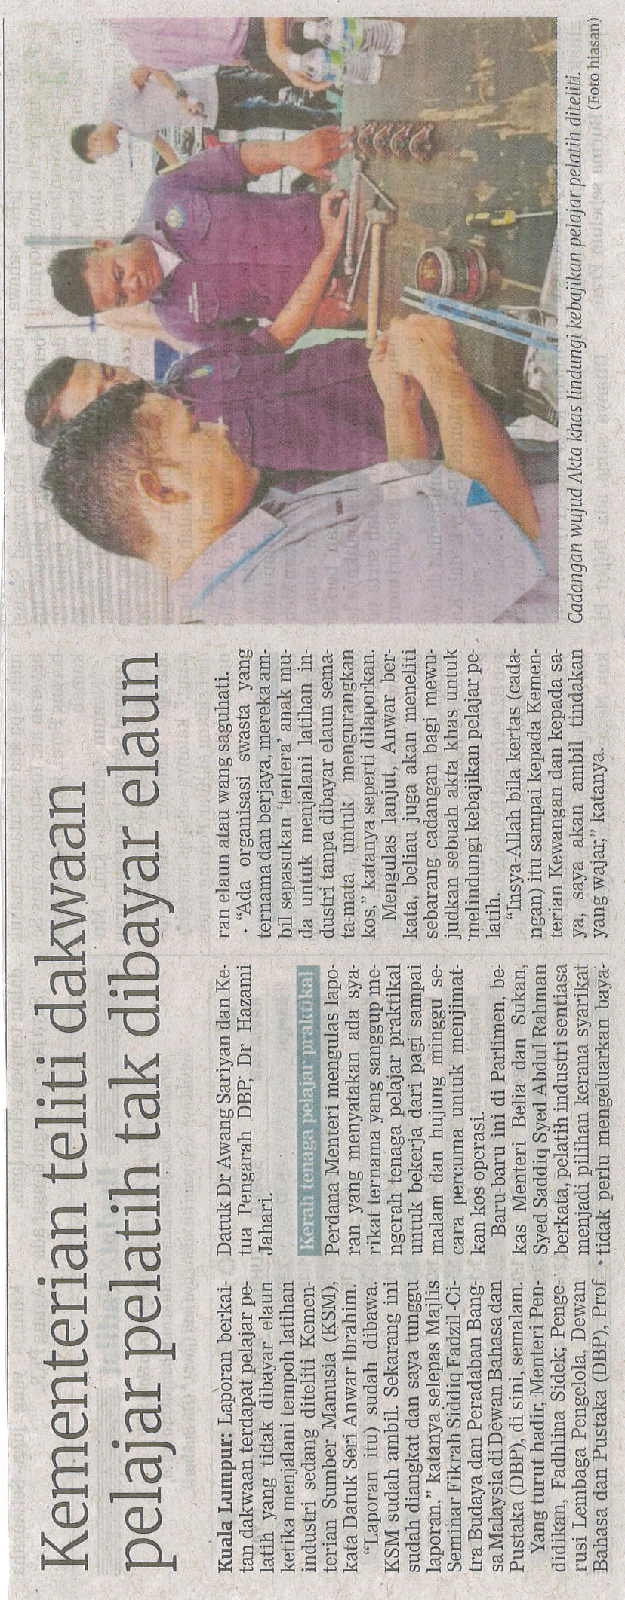 Kementerian teliti dakwaan
pelajar pelatih tak dibayar elaun
Kuala Lumpur: Laporan berkai-
tan dakwaan terdapat pelajar pe-
latih yang tidak dibayar elaun
ketika menjalani tempoh latihan
industri sedang diteliti Kemen-
terian Sumber Manusia (KSM),
kata Datuk Seri Anwar Ibrahim.
"Laporan itu) sudah dibawa.
KSM sudah ambil. Sekarang ini
sudah diangkat dan saya tunggu
laporan," katanya selepas Majlis
Seminar Fikrah Siddiq Fadzil -Ci-
tra Budaya dan Peradaban Bang-
sa Malaysia di Dewan Bahasa dan
Pustaka (DBP), di sini, semalam.
Yang turut hadir, Menteri Pen-
didikan, Fadhlina Sidek; Penge-
rusi Lembaga Pengelola, Dewan
Bahasa dan Pustaka (DBP), Prof
Datuk Dr Awang Sariyan dan Ke-
tua Pengarah DBP, Dr Hazami
Jahari.
Kerah tenaga pelajar praktikal
Perdana Menteri mengulas lapo-
ran yang menyatakan ada sya-
rikat ternama yang sanggup me-
ngerah tenaga pelajar praktikal
untuk bekerja dari pagi sampai
malam dan hujung minggu se-
cara percuma untuk menjimat-
kan kos operasi.
Baru-baru ini di Parlimen, be-
kas Menteri Belia dan Sukan,
Syed Saddiq Syed Abdul Rahman
berkata, pelatih industri sentiasa
menjadi pilihan kerana syarikat
tidak perlu mengeluarkan baya-
ran elaun atau wang saguhati.
"Ada organisasi swasta yang
ternama dan berjaya, mereka am-
bil sepasukan 'tentera' anak mu-
da untuk menjalani latihan in-
dustri tanpa dibayar elaun sema-
ta-mata untuk mengurangkan
kos," katanya seperti dilaporkan.
Mengulas lanjut, Anwar ber-
kata, beliau juga akan meneliti
sebarang cadangan bagi mewu-
judkan sebuah akta khas untuk
melindungi kebajikan pelajar pe-
latih.
"Insya-Allah bila kertas (cada-
ngan) itu sampai kepada Kemen-
terian Kewangan dan kepada sa-
ya, saya akan ambil tindakan
yang wajar," katanya.
Cadangan wujud Akta khas lindungi kebajikan pelajar pelatih diteliti.
(Foto hiasan)